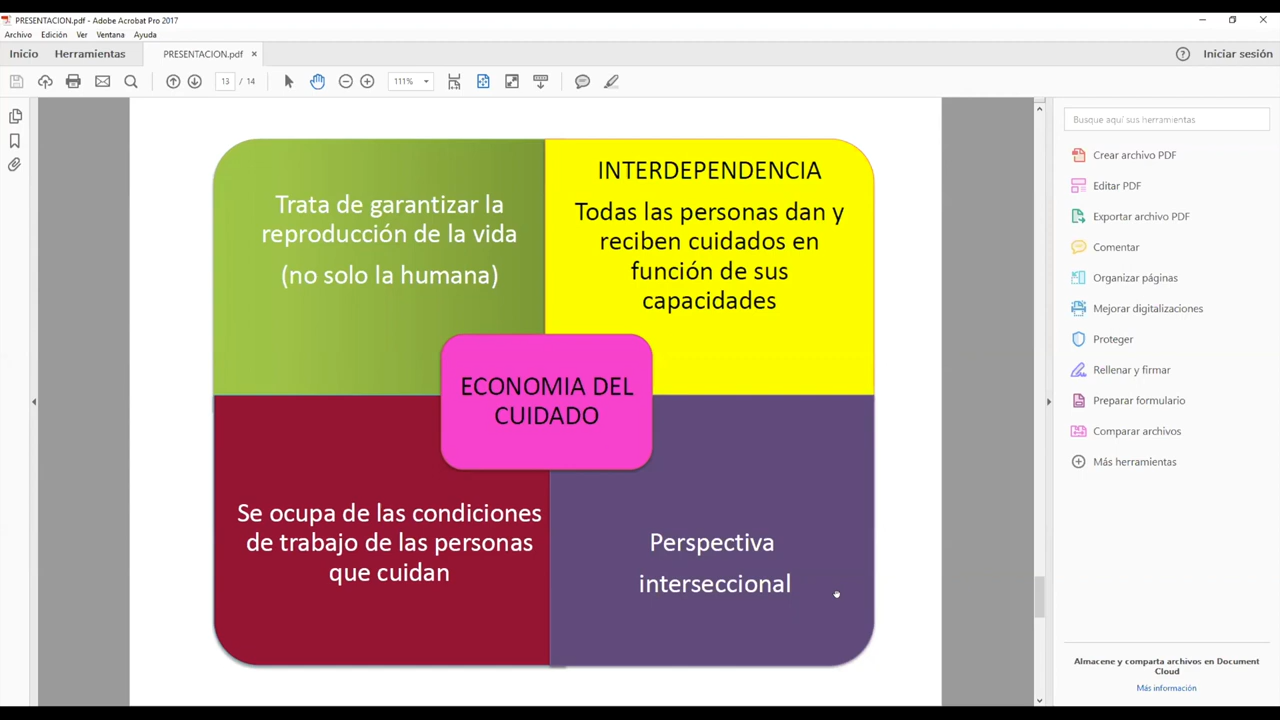 PRESENTACION.pdf - Adobe Acrobat Pro 2017
Archivo Edición Ver Ventana Ayuda
Inicio Herramientas PRESENTACION.pdf × Iniciar sesión
13 / 14 111%
Busque aquí sus herramientas
Crear archivo PDF
Editar PDF
Exportar archivo PDF
Comentar
Organizar páginas
Mejorar digitalizaciones
Proteger
Rellenar y firmar
Preparar formulario
Comparar archivos
Más herramientas
Almacene y comparta archivos en Document
Cloud
Más información
Trata de garantizar la
reproducción de la vida
(no solo la humana)
INTERDEPENDENCIA
Todas las personas dan y
reciben cuidados en
función de sus
capacidades
ECONOMIA DEL
CUIDADO
Se ocupa de las condiciones
de trabajo de las personas
que cuidan
Perspectiva
interseccional